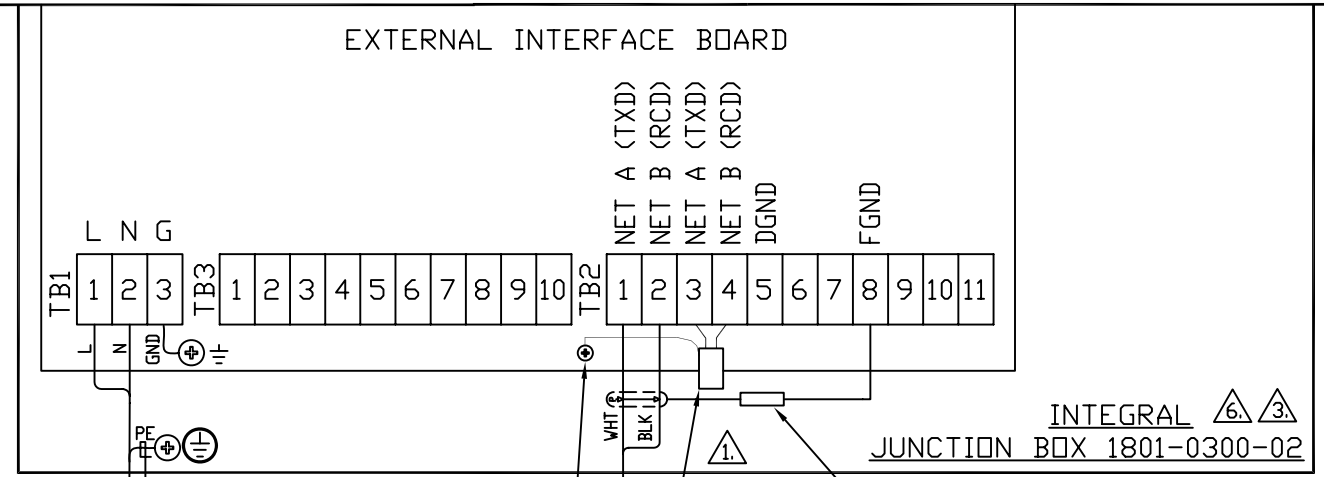 EXTERNAL INTERFACE BOARD
NET A (TXD)
NET B (RCD)
NET A (TXD)
NET B (RCD)
DGND
FGND
L N G
TB1 1 2 3
TB3 1 2 3 4 5 6 7 8 9 10
TB2 1 2 3 4 5 6 7 8 9 10 11
L
N
GND
WHT
BLK
P
PE
1.
INTEGRAL 6. 3.
JUNCTION BOX 1801-0300-02